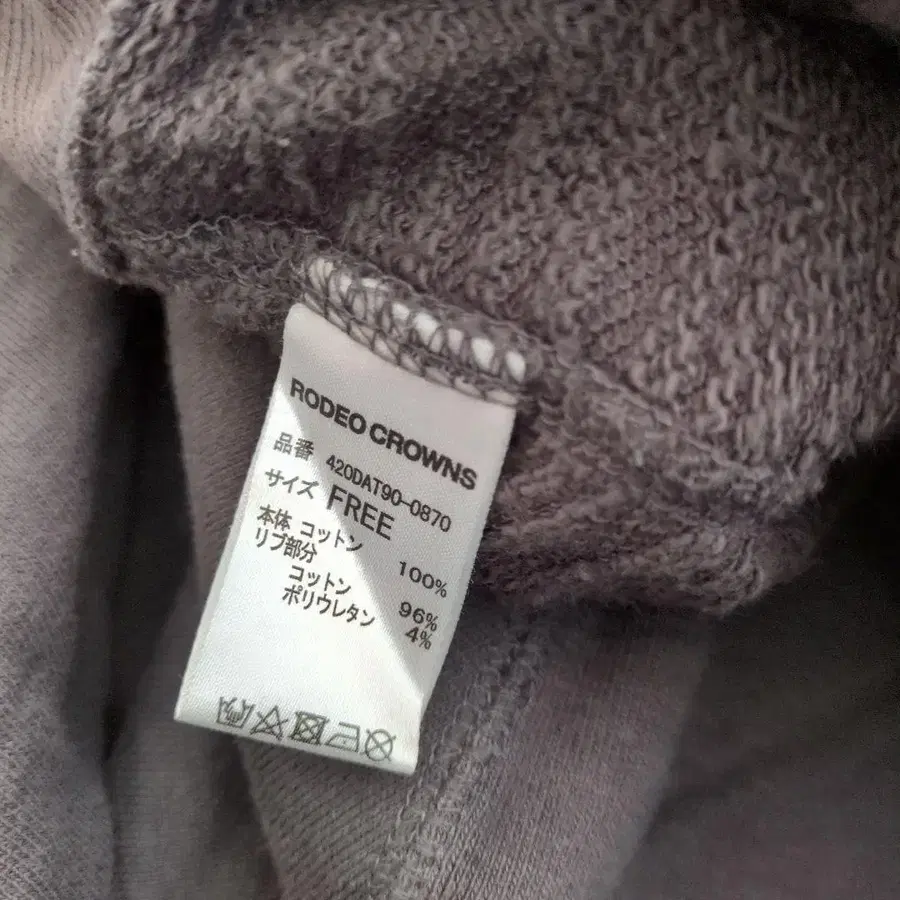 RODEO CROWNS
品番 420DAT90-0870
サイズ FREE
本体 コットン 100%
リブ部分
コットン 96%
ポリウレタン 4%